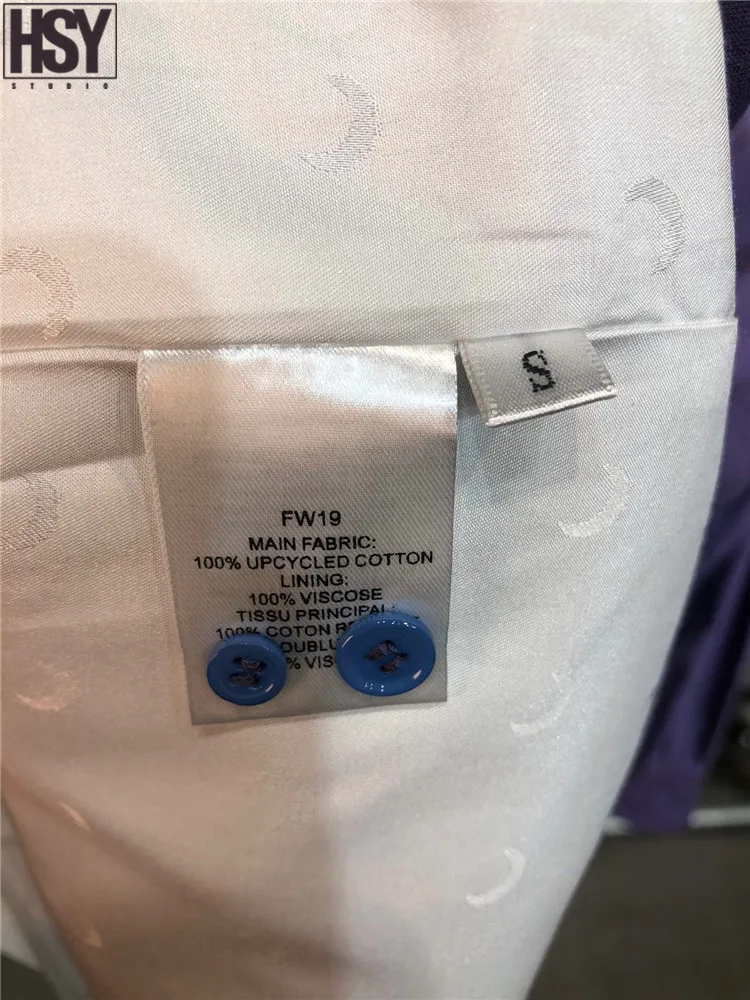 HSY
STUDIO
S
FW19
MAIN FABRIC:
100% UPCYCLED COTTON
LINING:
100% VISCOSE
TISSU PRINCIPAL:
100% COTON